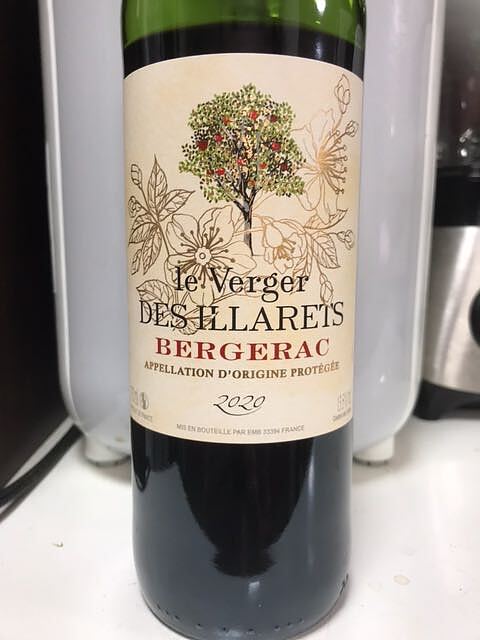 le Verger
DES ILLARETS
BERGERAC
APPELLATION D'ORIGINE PROTÉGÉE
2020
MIS EN BOUTEILLE PAR EMB 33394 FRANCE